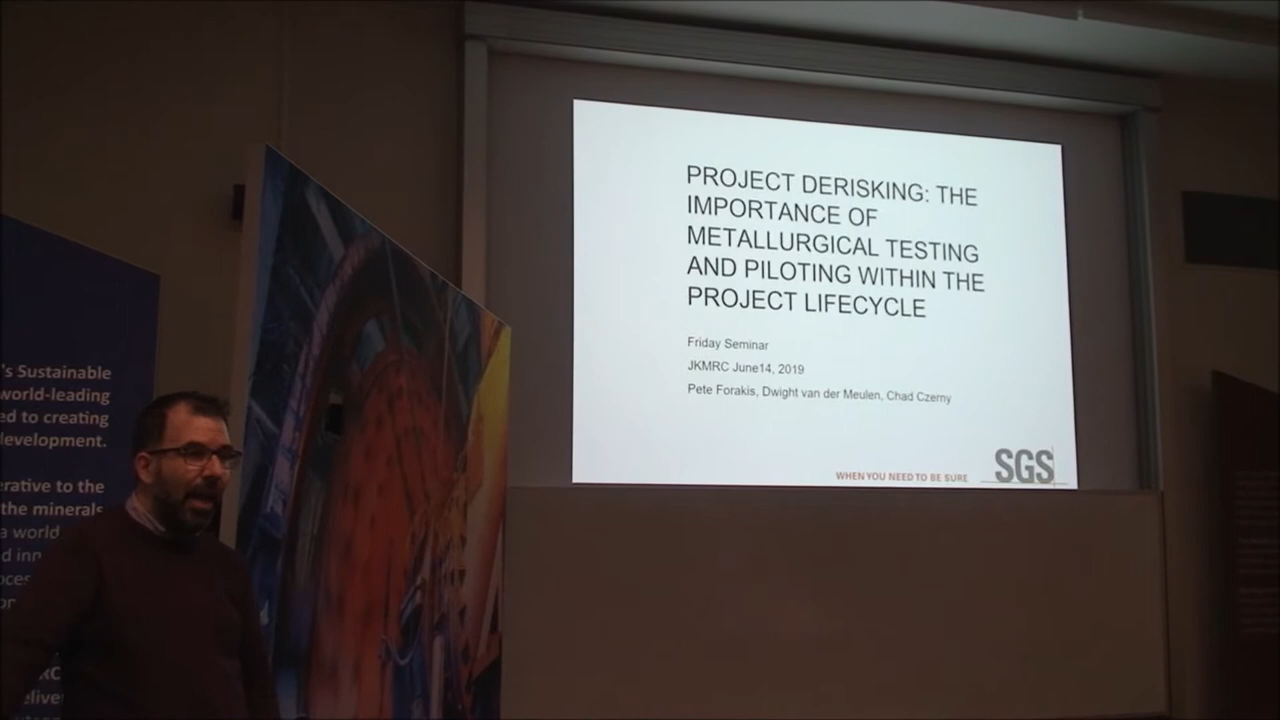 PROJECT DERISKING: THE
IMPORTANCE OF
METALLURGICAL TESTING
AND PILOTING WITHIN THE
PROJECT LIFECYCLE
Friday Seminar
JKMRC June14, 2019
Pete Forakis, Dwight van der Meulen, Chad Czerny
WHEN YOU NEED TO BE SURE
SGS
's Sustainable
world-leading
ed to creating
development.
erative to the
the minerals
a world
d inn